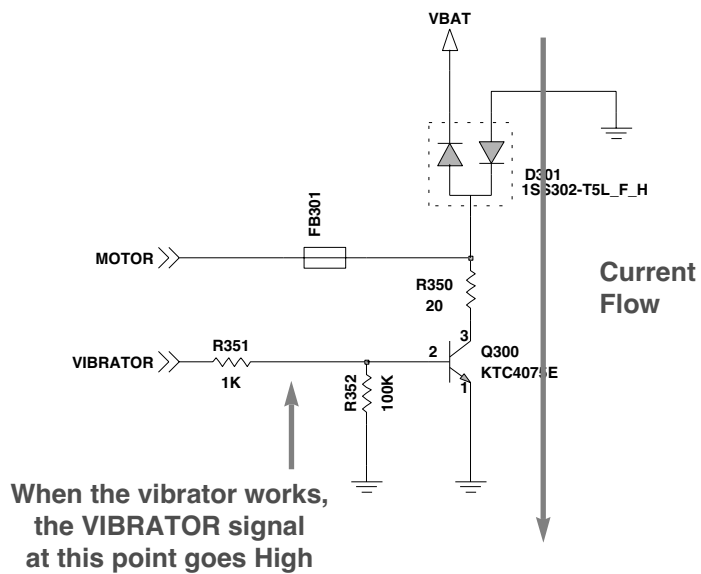 VBAT
D301
1SS302-T5L_F_H
FB301
MOTOR
R350
20
Current
Flow
R351
1K
VIBRATOR
R352
100K
2
3
1
Q300
KTC4075E
When the vibrator works,
the VIBRATOR signal
at this point goes High